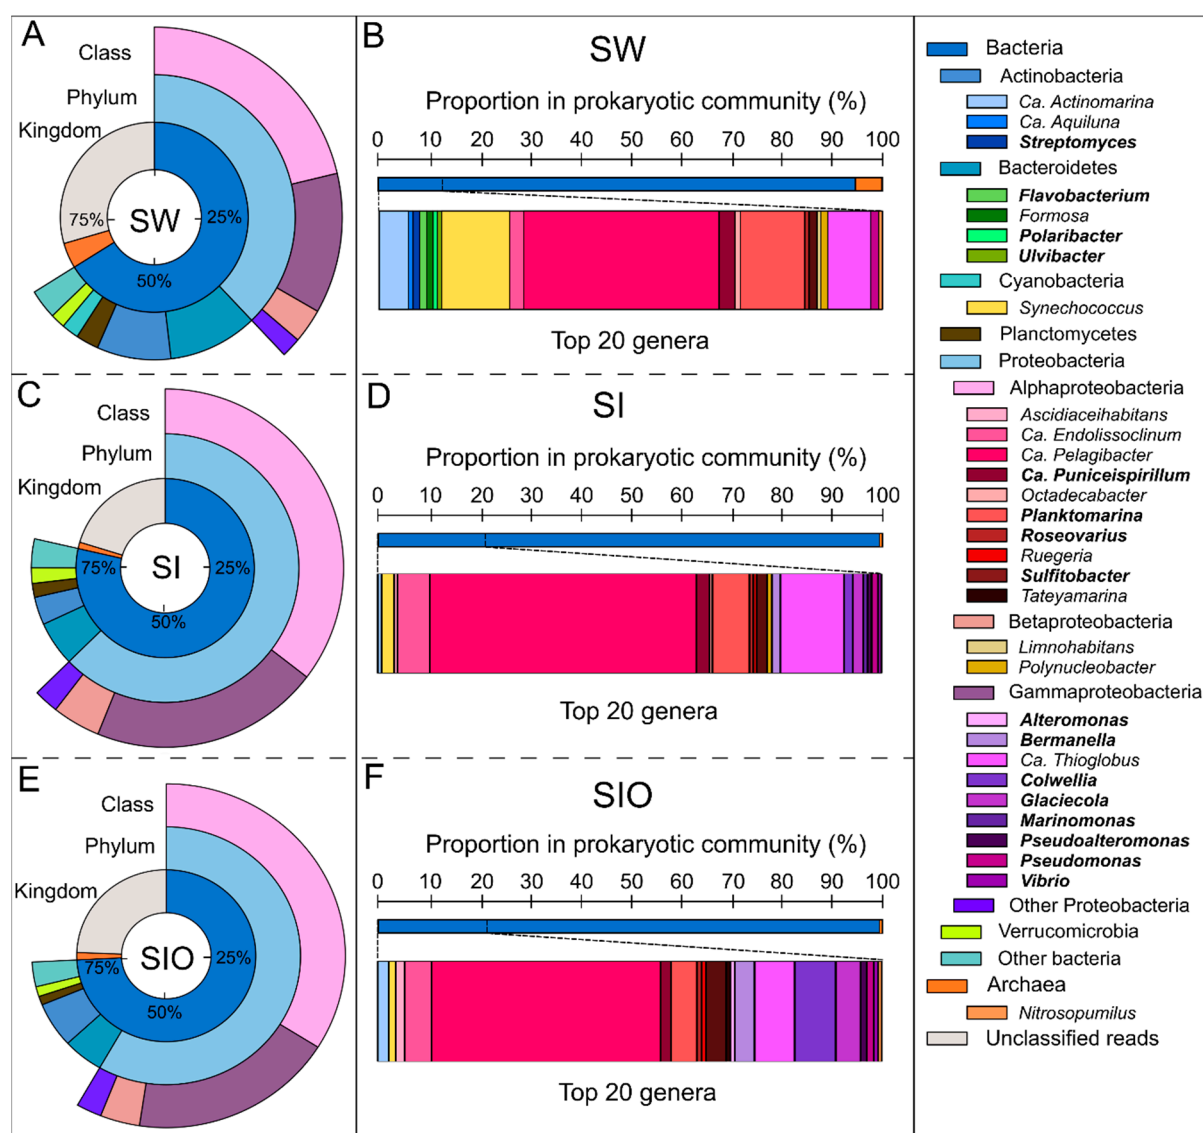 A
Class
Phylum
Kingdom
75%
25%
50%
SW
B
SW
Proportion in prokaryotic community (%)
0 10 20 30 40 50 60 70 80 90 100
Top 20 genera
C
Class
Phylum
Kingdom
75%
25%
50%
SI
D
SI
Proportion in prokaryotic community (%)
0 10 20 30 40 50 60 70 80 90 100
Top 20 genera
E
Class
Phylum
Kingdom
75%
25%
50%
SIO
F
SIO
Proportion in prokaryotic community (%)
0 10 20 30 40 50 60 70 80 90 100
Top 20 genera
Bacteria
Actinobacteria
Ca. Actinomarina
Ca. Aquiluna
Streptomyces
Bacteroidetes
Flavobacterium
Formosa
Polaribacter
Ulvibacter
Cyanobacteria
Synechococcus
Planctomycetes
Proteobacteria
Alphaproteobacteria
Ascidiaceihabitans
Ca. Endolissoclinum
Ca. Pelagibacter
Ca. Puniceispirillum
Octadecabacter
Planktomarina
Roseovarius
Ruegeria
Sulfitobacter
Tateyamarina
Betaproteobacteria
Limnohabitans
Polynucleobacter
Gammaproteobacteria
Alteromonas
Bermanella
Ca. Thioglobus
Colwellia
Glaciecola
Marinomonas
Pseudoalteromonas
Pseudomonas
Vibrio
Other Proteobacteria
Verrucomicrobia
Other bacteria
Archaea
Nitrosopumilus
Unclassified reads